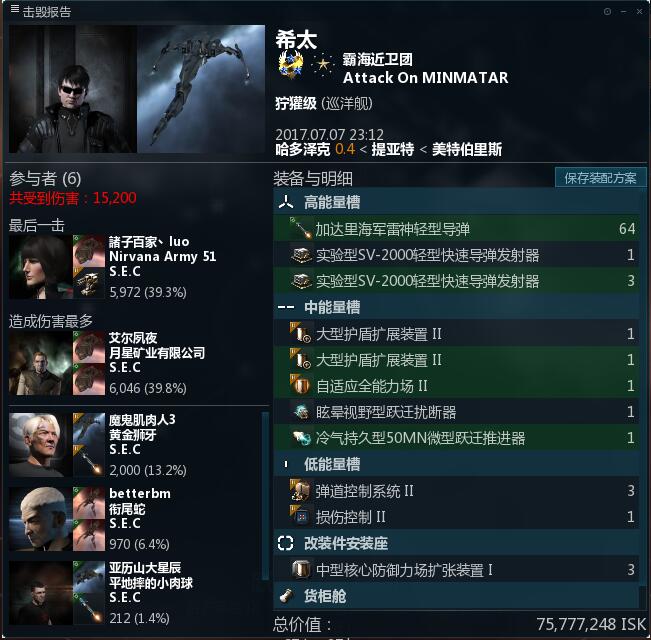 击毁报告
希太
霸海近卫团
Attack On MINMATAR
狞獾级 (巡洋舰)
2017.07.07 23:12
哈多泽克 0.4 < 提亚特 < 美特伯里斯
参与者 (6)
共受到伤害：15,200
最后一击
諸子百家丶luo
Nirvana Army 51
S.E.C
5,972 (39.3%)
造成伤害最多
艾尔夙夜
月星矿业有限公司
S.E.C
6,046 (39.8%)
魔鬼肌肉人3
黄金狮牙
S.E.C
2,000 (13.2%)
betterbm
衔尾蛇
S.E.C
970 (6.4%)
亚历山大星辰
平地摔的小肉球
S.E.C
212 (1.4%)
装备与明细
保存装配方案
高能量槽
加达里海军雷神轻型导弹 64
实验型SV-2000轻型快速导弹发射器 1
实验型SV-2000轻型快速导弹发射器 3
中能量槽
大型护盾扩展装置 II 1
大型护盾扩展装置 II 1
自适应全能力场 II 1
眩晕视野型跃迁扰断器 1
冷气持久型50MN微型跃迁推进器 1
低能量槽
弹道控制系统 II 3
损伤控制 II 1
改装件安装座
中型核心防御力场扩张装置 I 3
货柜舱
总价值： 75,777,248 ISK